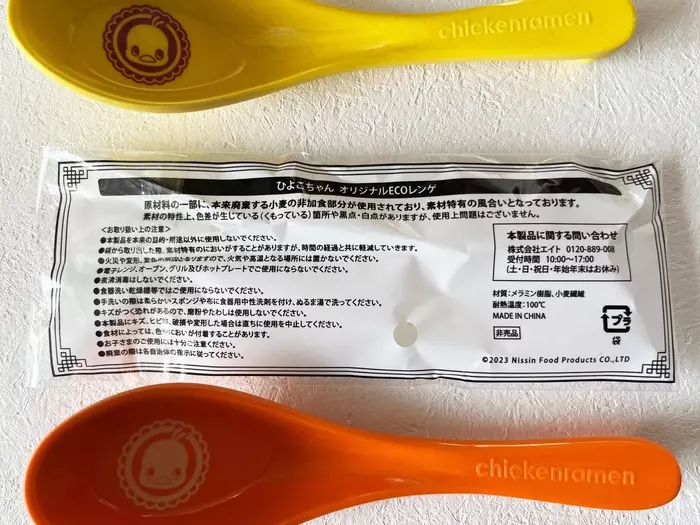 chickenramen
ひよこちゃん オリジナルECOレンゲ
原材料の一部に、本来廃棄する小麦の非加食部分が使用されており、素材特有の風合いとなっております。
素材の特性上、色差が生じている(くもっている)箇所や黒点・白点がありますが、使用上問題はございません。
<お取り扱い上の注意>
●本製品を本来の目的・用途以外に使用しないでください。
●袋から取り出した際、素材特有のにおいがすることがありますが、時間の経過と共に軽減していきます。
●火災や変形、変色の原因となりますので、火気や高温となる場所には置かないでください。
●電子レンジ、オーブン、グリル及びホットプレートでご使用にならないでください。
●煮沸消毒はしないでください。
●食器洗い乾燥機等ではご使用にならないでください。
●手洗いの際は柔らかいスポンジや布に食器用中性洗剤を付け、ぬるま湯で洗ってください。
●キズがつく恐れがあるので、磨粉やたわしは使用しないでください。
●本製品にキズ、ヒビ等、破損や変形した場合は直ちに使用を中止してください。
●食材によっては、色やにおいが付着することがあります。
●お子さまのご使用には十分ご注意ください。
●廃棄の際は各自治体の指示に従ってください。
本製品に関する問い合わせ
株式会社エイト 0120-889-008
受付時間 10:00〜17:00
(土・日・祝日・年始年末はお休み)
材質:メラミン樹脂、小麦繊維
耐熱温度:100℃
MADE IN CHINA
非売品
プラ
袋
©2023 Nissin Food Products CO.,LTD
chickenramen